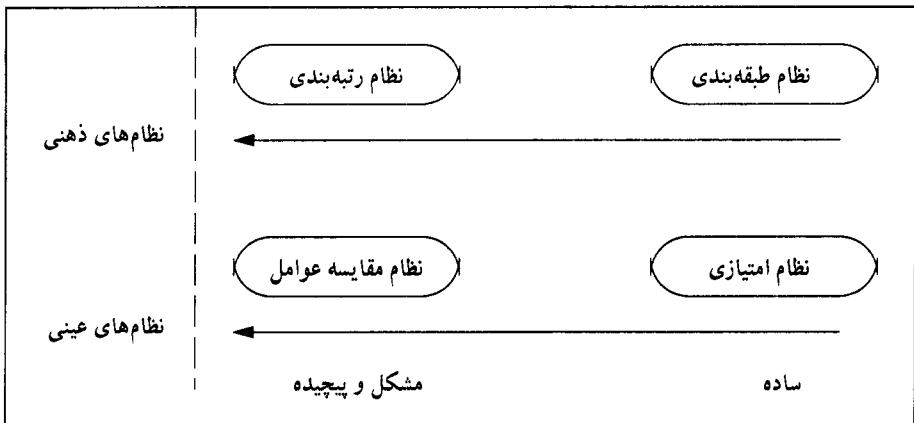 نظام طبقه‌بندی
نظام رتبه‌بندی
نظام‌های ذهنی
نظام امتیازی
نظام مقایسه عوامل
نظام‌های عینی
ساده
مشکل و پیچیده